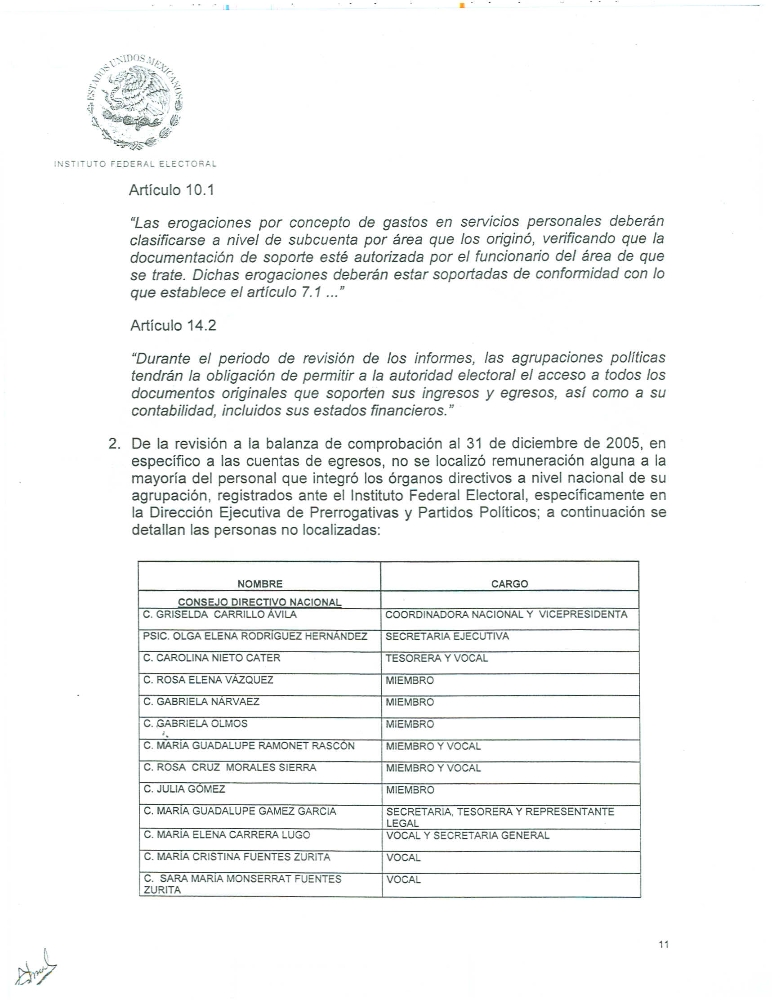 ESTADOS UNIDOS MEXICANOS
INSTITUTO FEDERAL ELECTORAL
Artículo 10.1
“Las erogaciones por concepto de gastos en servicios personales deberán
clasificarse a nivel de subcuenta por área que los originó, verificando que la
documentación de soporte esté autorizada por el funcionario del área de que
se trate. Dichas erogaciones deberán estar soportadas de conformidad con lo
que establece el artículo 7.1 ...”
Artículo 14.2
“Durante el periodo de revisión de los informes, las agrupaciones políticas
tendrán la obligación de permitir a la autoridad electoral el acceso a todos los
documentos originales que soporten sus ingresos y egresos, así como a su
contabilidad, incluidos sus estados financieros.”
2. De la revisión a la balanza de comprobación al 31 de diciembre de 2005, en
específico a las cuentas de egresos, no se localizó remuneración alguna a la
mayoría del personal que integró los órganos directivos a nivel nacional de su
agrupación, registrados ante el Instituto Federal Electoral, específicamente en
la Dirección Ejecutiva de Prerrogativas y Partidos Políticos; a continuación se
detallan las personas no localizadas:
NOMBRE CARGO
CONSEJO DIRECTIVO NACIONAL
C. GRISELDA CARRILLO ÁVILA COORDINADORA NACIONAL Y VICEPRESIDENTA
PSIC. OLGA ELENA RODRÍGUEZ HERNÁNDEZ SECRETARIA EJECUTIVA
C. CAROLINA NIETO CATER TESORERA Y VOCAL
C. ROSA ELENA VÁZQUEZ MIEMBRO
C. GABRIELA NÁRVAEZ MIEMBRO
C. GABRIELA OLMOS MIEMBRO
C. MARÍA GUADALUPE RAMONET RASCÓN MIEMBRO Y VOCAL
C. ROSA CRUZ MORALES SIERRA MIEMBRO Y VOCAL
C. JULIA GÓMEZ MIEMBRO
C. MARÍA GUADALUPE GAMEZ GARCIA SECRETARIA, TESORERA Y REPRESENTANTE
LEGAL
C. MARÍA ELENA CARRERA LUGO VOCAL Y SECRETARIA GENERAL
C. MARÍA CRISTINA FUENTES ZURITA VOCAL
C. SARA MARÍA MONSERRAT FUENTES VOCAL
ZURITA
11